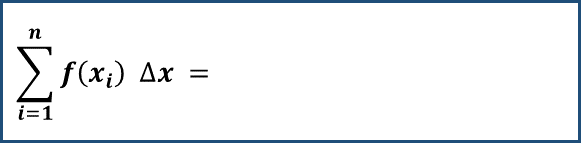 n
∑ f(xᵢ) Δx =
i=1